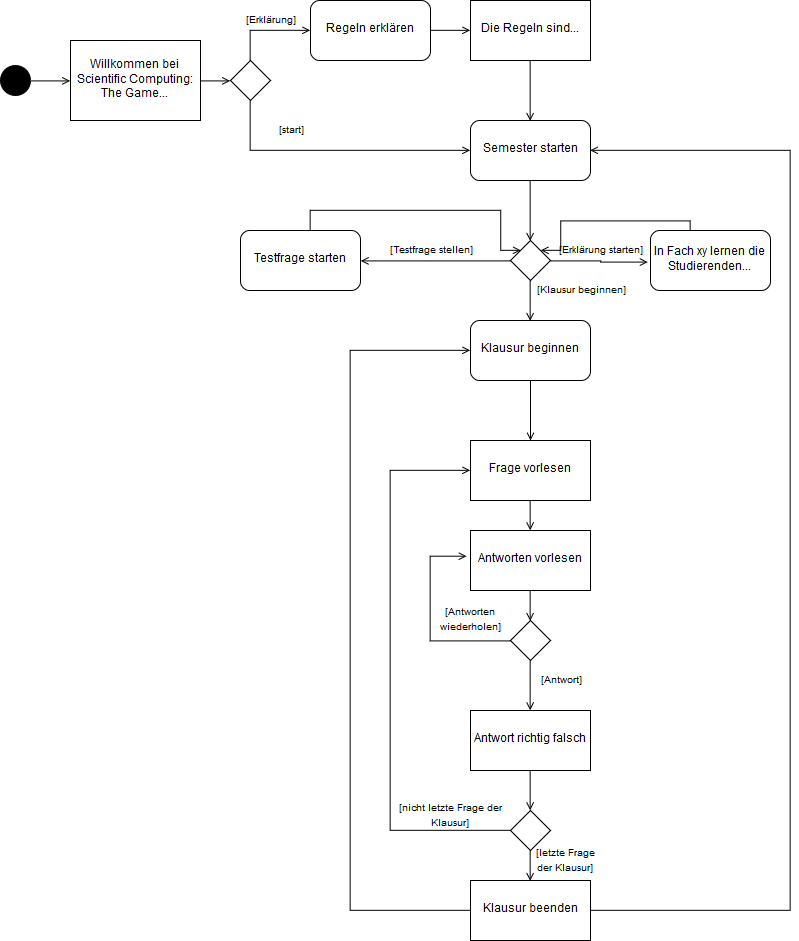 [Erklärung]
Regeln erklären
Die Regeln sind...
Willkommen bei
Scientific Computing:
The Game...
[start]
Semester starten
Testfrage starten
[Testfrage stellen]
[Erklärung starten]
In Fach xy lernen die
Studierenden...
[Klausur beginnen]
Klausur beginnen
Frage vorlesen
Antworten vorlesen
[Antworten
wiederholen]
[Antwort]
Antwort richtig falsch
[nicht letzte Frage der
Klausur]
[letzte Frage
der Klausur]
Klausur beenden